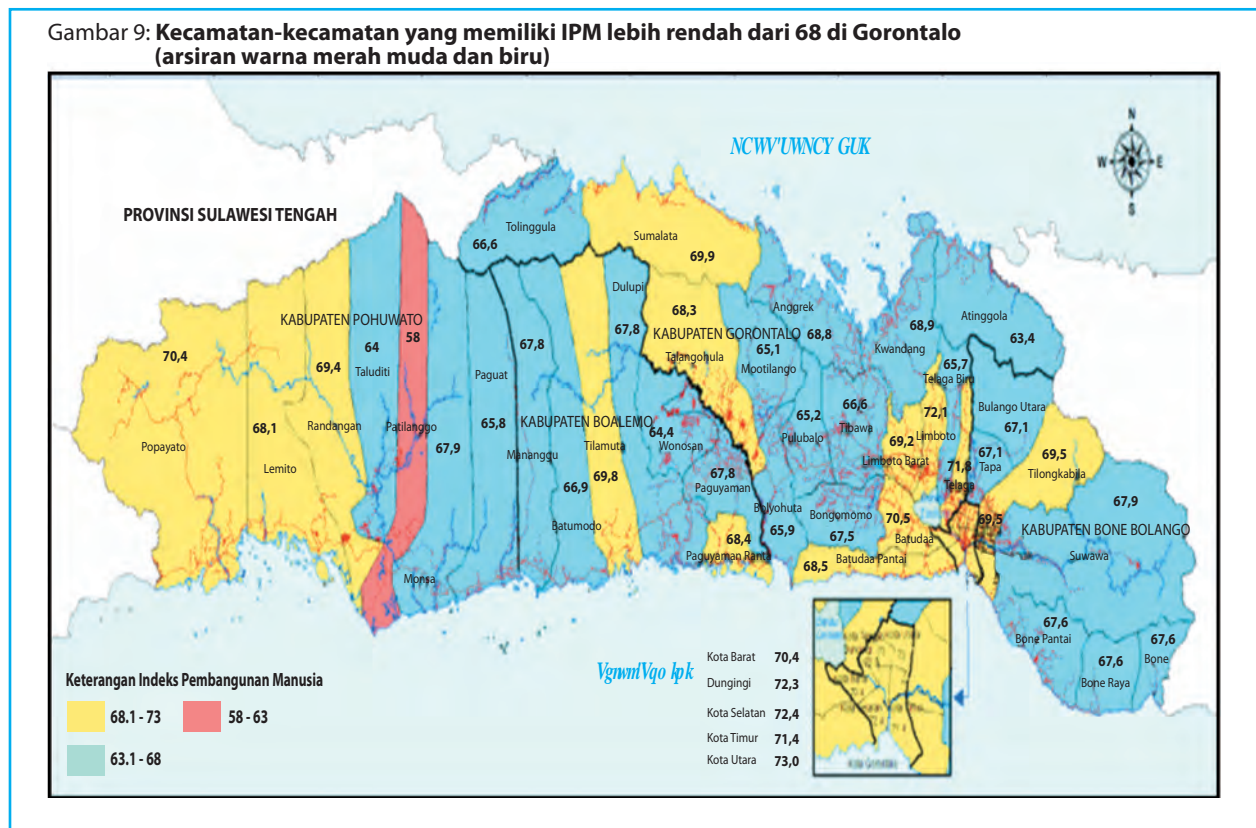 Gambar 9: Kecamatan-kecamatan yang memiliki IPM lebih rendah dari 68 di Gorontalo
(arsiran warna merah muda dan biru)
NCWV'UWNCY GUK
N
W E
S
PROVINSI SULAWESI TENGAH
Tolinggula
66,6
Sumalata
69,9
Dulupi
67,8
68,3
KABUPATEN GORONTALO
Talangohula
Anggrek
68,8
65,1
Mootilango
68,9
Kwandang
Atinggola
63,4
KABUPATEN POHUWATO
70,4
Popayato
68,1
Lemito
69,4
Randangan
64
Taluditi
58
Patilanggo
67,9
Monsa
Paguat
65,8
67,8
KABUPATEN BOALEMO
Mananggu
66,9
Batumodo
Tilamuta
69,8
64,4
Wonosan
67,8
Paguyaman
68,4
Paguyaman Ranta
65,2
Pulubalo
66,6
Tibawa
Bolyohuta
65,9
Bongomomo
67,5
65,7
Telaga Biru
72,1
Limboto
69,2
Limboto Barat
71,8
Telaga
70,5
Batudaa
68,5
Batudaa Pantai
Bulango Utara
67,1
67,1
Tapa
69,5
Tilongkabila
69,5
67,9
KABUPATEN BONE BOLANGO
Suwawa
67,6
Bone Pantai
67,6
Bone Raya
67,6
Bone
VgnwmlVqo Ipk
Kota Barat 70,4
Dungingi 72,3
Kota Selatan 72,4
Kota Timur 71,4
Kota Utara 73,0
Kota Gorontalo
Keterangan Indeks Pembangunan Manusia
68.1 - 73
58 - 63
63.1 - 68